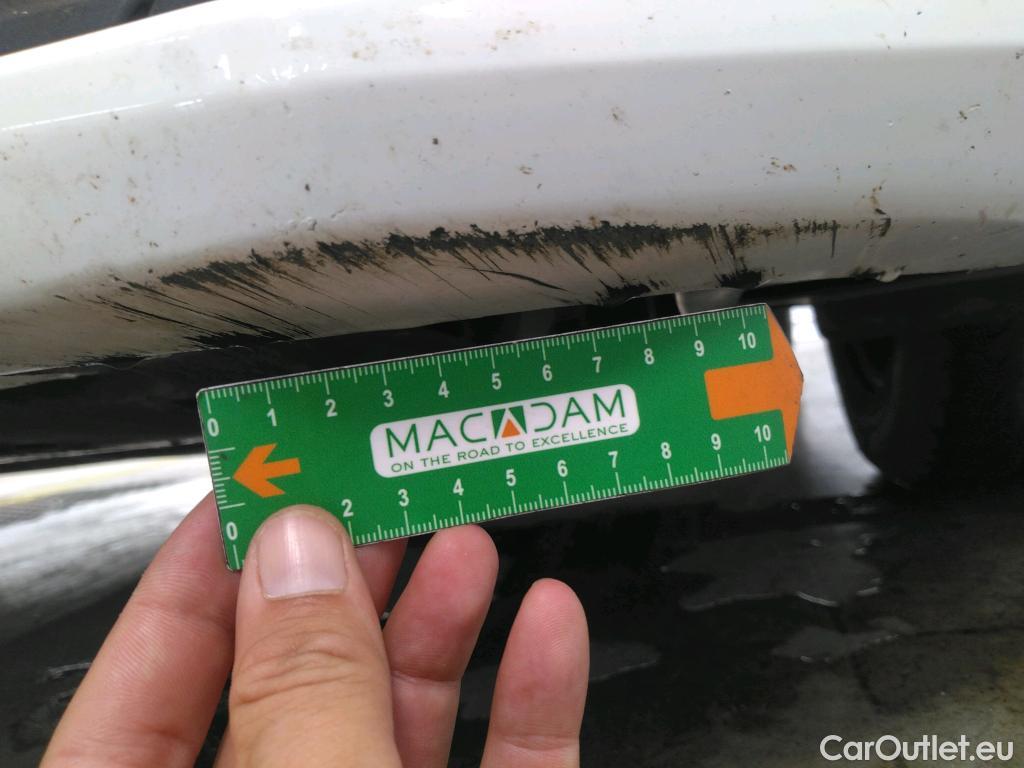 0 1 2 3 4 5 6 7 8 9 10
MACADAM
ON THE ROAD TO EXCELLENCE
0 2 3 4 5 6 7 8 9 10
CarOutlet.eu